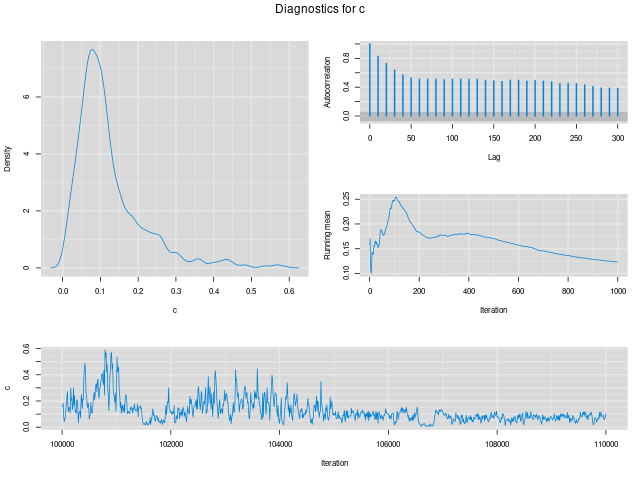 Diagnostics for c
Density
6
4
2
0
0.0 0.1 0.2 0.3 0.4 0.5 0.6
c
Autocorrelation
0.8
0.4
0.0
0 50 100 150 200 250 300
Lag
Running mean
0.25
0.20
0.15
0.10
0 200 400 600 800 1000
Iteration
c
0.6
0.4
0.2
0.0
100000 102000 104000 106000 108000 110000
Iteration